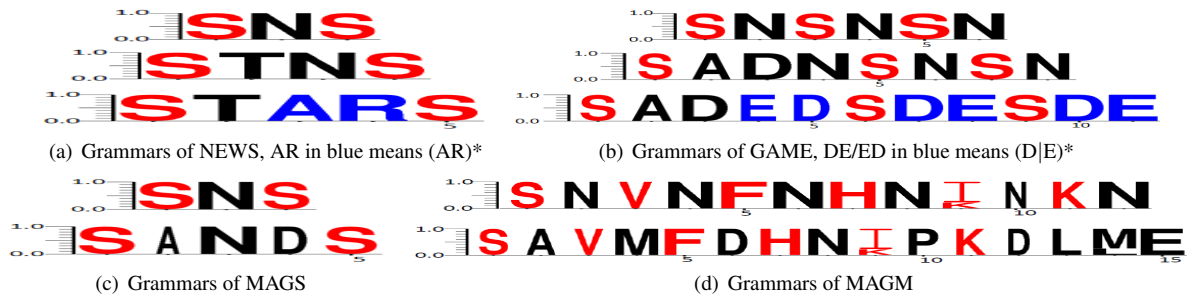 1.0
SNS
0.0
1.0
STNS
0.0
1.0
STARS
0.0
5
(a) Grammars of NEWS, AR in blue means (AR)*
1.0
SNSNSN
0.0
5
1.0
SADNSNSN
0.0
5
1.0
SADEDSDESDE
0.0
5 10
(b) Grammars of GAME, DE/ED in blue means (D|E)*
1.0
SNS
0.0
1.0
SANDS
0.0
5
(c) Grammars of MAGS
1.0
SNVNFNHNINKN
0.0
5 10
1.0
SAVMFDHNIPKDLME
0.0
5 10 15
(d) Grammars of MAGM